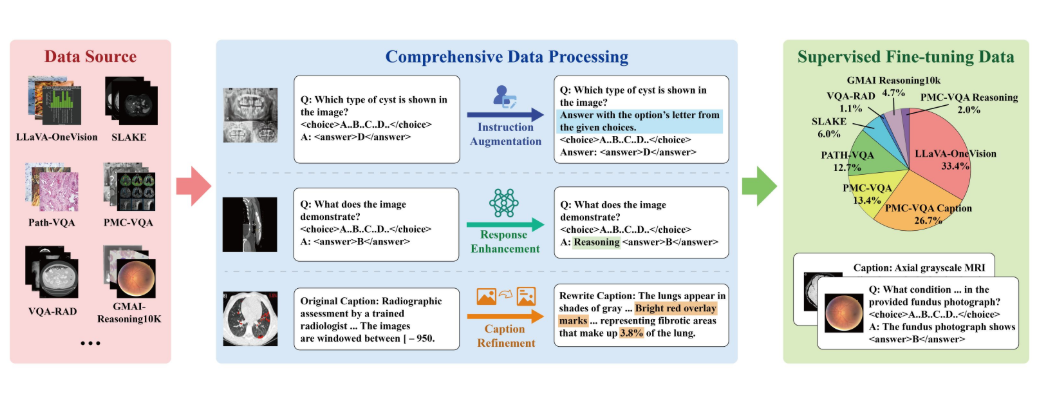 Data Source
LLaVA-OneVision
SLAKE
Path-VQA
PMC-VQA
VQA-RAD
GMAI-
Reasoning10K
...
Comprehensive Data Processing
Q: Which type of cyst is shown in
the image?
<choice>A..B..C..D..</choice>
A: <answer>D</answer>
Instruction
Augmentation
Q: Which type of cyst is shown in
the image?
Answer with the option's letter from
the given choices.
<choice>A..B..C..D..</choice>
Answer: <answer>D</answer>
Q: What does the image
demonstrate?
<choice>A..B..C..D..</choice>
A: <answer>B</answer>
Response
Enhancement
Q: What does the image
demonstrate?
<choice>A..B..C..D..</choice>
A: Reasoning <answer>B</answer>
Original Caption: Radiographic
assessment by a trained
radiologist ... The images
are windowed between [ – 950.
Caption
Refinement
Rewrite Caption: The lungs appear in
shades of gray ... Bright red overlay
marks ... representing fibrotic areas
that make up 3.8% of the lung.
Supervised Fine-tuning Data
GMAI Reasoning10k
4.7%
VQA-RAD
1.1%
PMC-VQA Reasoning
2.0%
SLAKE
6.0%
LLaVA-OneVision
33.4%
PATH-VQA
12.7%
PMC-VQA
13.4%
PMC-VQA Caption
26.7%
Caption: Axial grayscale MRI
Q: What condition ... in the
provided fundus photograph?
<choice>A..B..C..D..</choice>
A: The fundus photograph shows
<answer>B</answer>